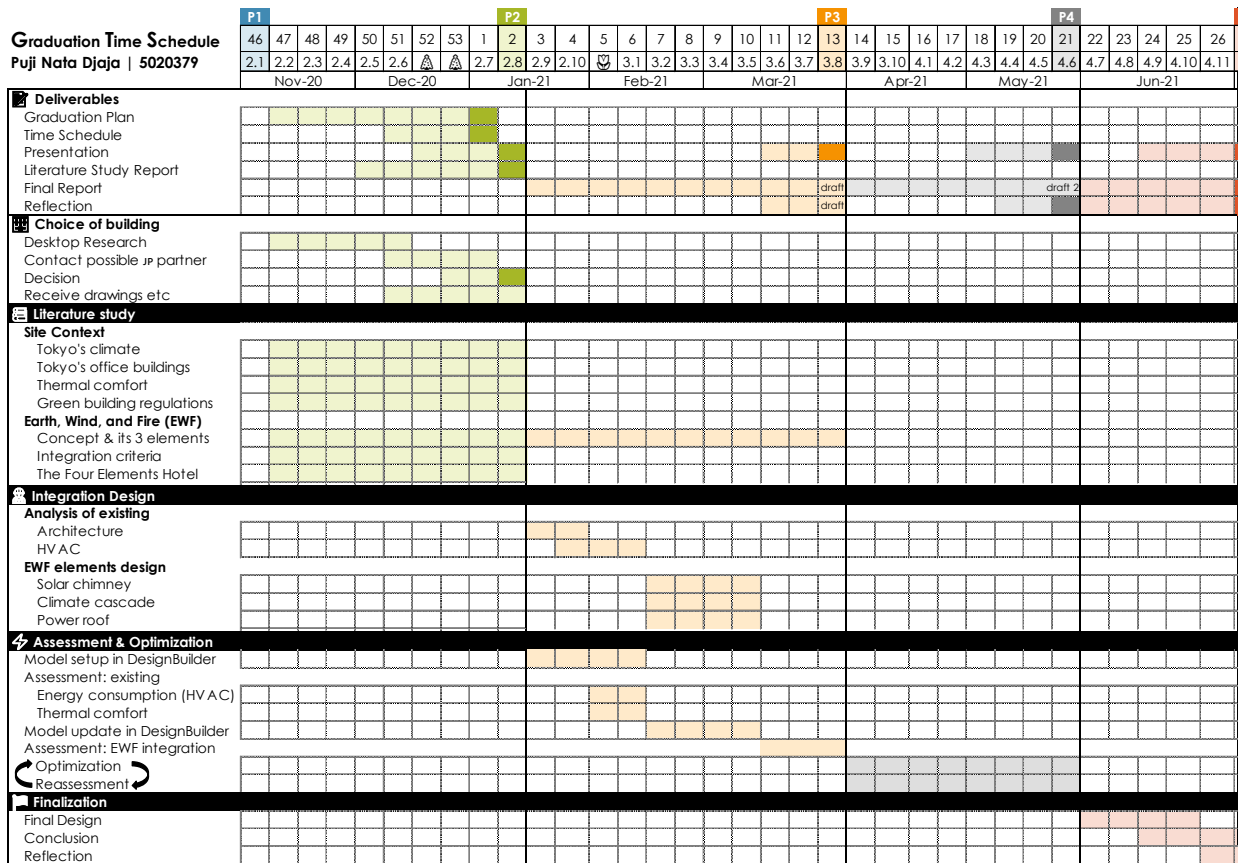 P1 P2 P3 P4
Graduation Time Schedule 46 47 48 49 50 51 52 53 1 2 3 4 5 6 7 8 9 10 11 12 13 14 15 16 17 18 19 20 21 22 23 24 25 26
Puji Nata Djaja | 5020379 2.1 2.2 2.3 2.4 2.5 2.6 2.7 2.8 2.9 2.10 3.1 3.2 3.3 3.4 3.5 3.6 3.7 3.8 3.9 3.10 4.1 4.2 4.3 4.4 4.5 4.6 4.7 4.8 4.9 4.10 4.11
Nov-20 Dec-20 Jan-21 Feb-21 Mar-21 Apr-21 May-21 Jun-21
Deliverables
Graduation Plan
Time Schedule
Presentation
Literature Study Report
Final Report draft draft 2
Reflection draft
Choice of building
Desktop Research
Contact possible JP partner
Decision
Receive drawings etc
Literature study
Site Context
Tokyo's climate
Tokyo's office buildings
Thermal comfort
Green building regulations
Earth, Wind, and Fire (EWF)
Concept & its 3 elements
Integration criteria
The Four Elements Hotel
Integration Design
Analysis of existing
Architecture
HVAC
EWF elements design
Solar chimney
Climate cascade
Power roof
Assessment & Optimization
Model setup in DesignBuilder
Assessment: existing
Energy consumption (HVAC)
Thermal comfort
Model update in DesignBuilder
Assessment: EWF integration
Optimization
Reassessment
Finalization
Final Design
Conclusion
Reflection